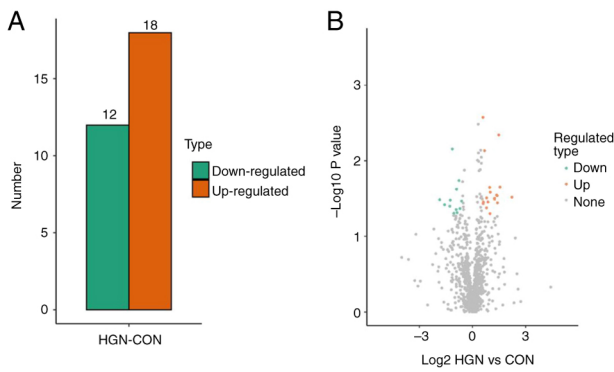 A
12
18
15
10
5
0
Number
HGN-CON
Type
Down-regulated
Up-regulated
B
3
2
1
0
−Log10 P value
−3
0
3
Log2 HGN vs CON
Regulated
type
Down
Up
None